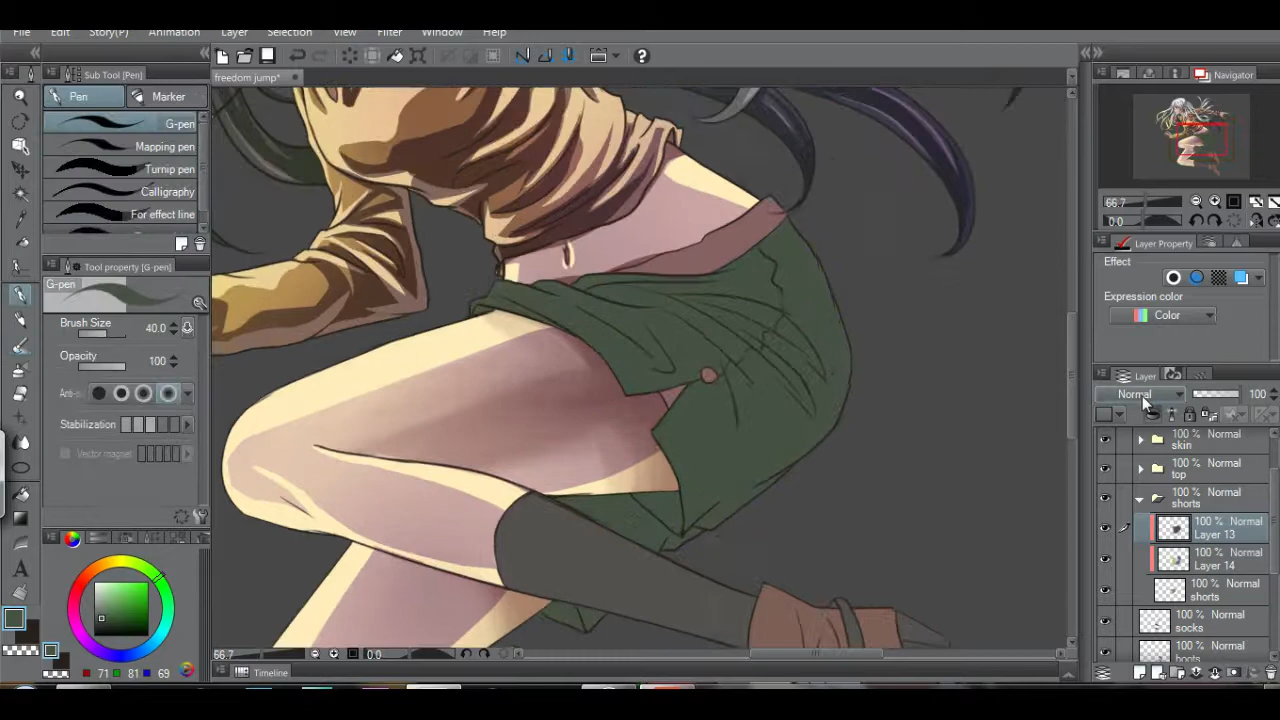 File Edit Story(P) Animation Layer Selection View Filter Window Help
Sub Tool [Pen]
freedom jump*
Navigator
Pen Marker
G-pen
Mapping pen
Turnip pen
Calligraphy
For effect line
66.7
0.0
Layer Property
Effect
Expression color
Color
Tool property [G-pen]
G-pen
Brush Size 40.0
Opacity 100
Stabilization
Vector magnet
Layer
Normal 100
100 % Normal
skin
100 % Normal
top
100 % Normal
shorts
100 % Normal
Layer 13
100 % Normal
Layer 14
100 % Normal
shorts
100 % Normal
socks
100 % Normal
boots
A
71 81 69
66.7 0.0
Timeline